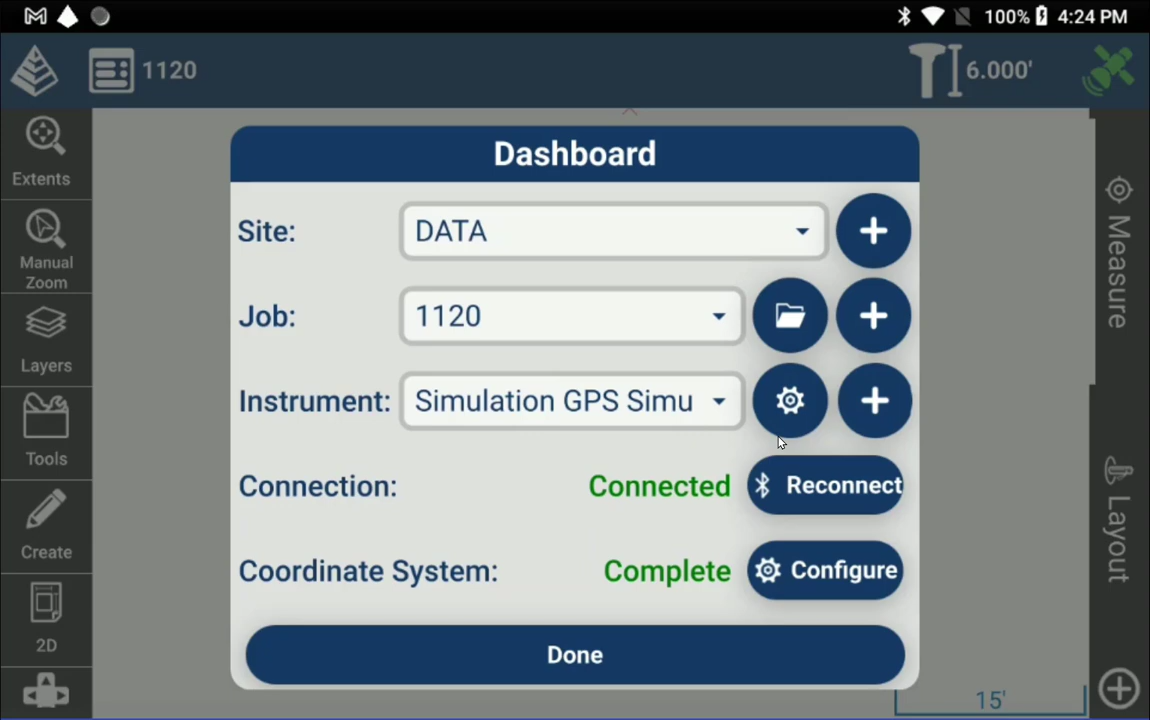 100% 4:24 PM
1120
6.000'
Extents
Manual
Zoom
Layers
Tools
Create
2D
Dashboard
Site: DATA
Job: 1120
Instrument: Simulation GPS Simu
Connection: Connected Reconnect
Coordinate System: Complete Configure
Done
Measure
Layout
15'